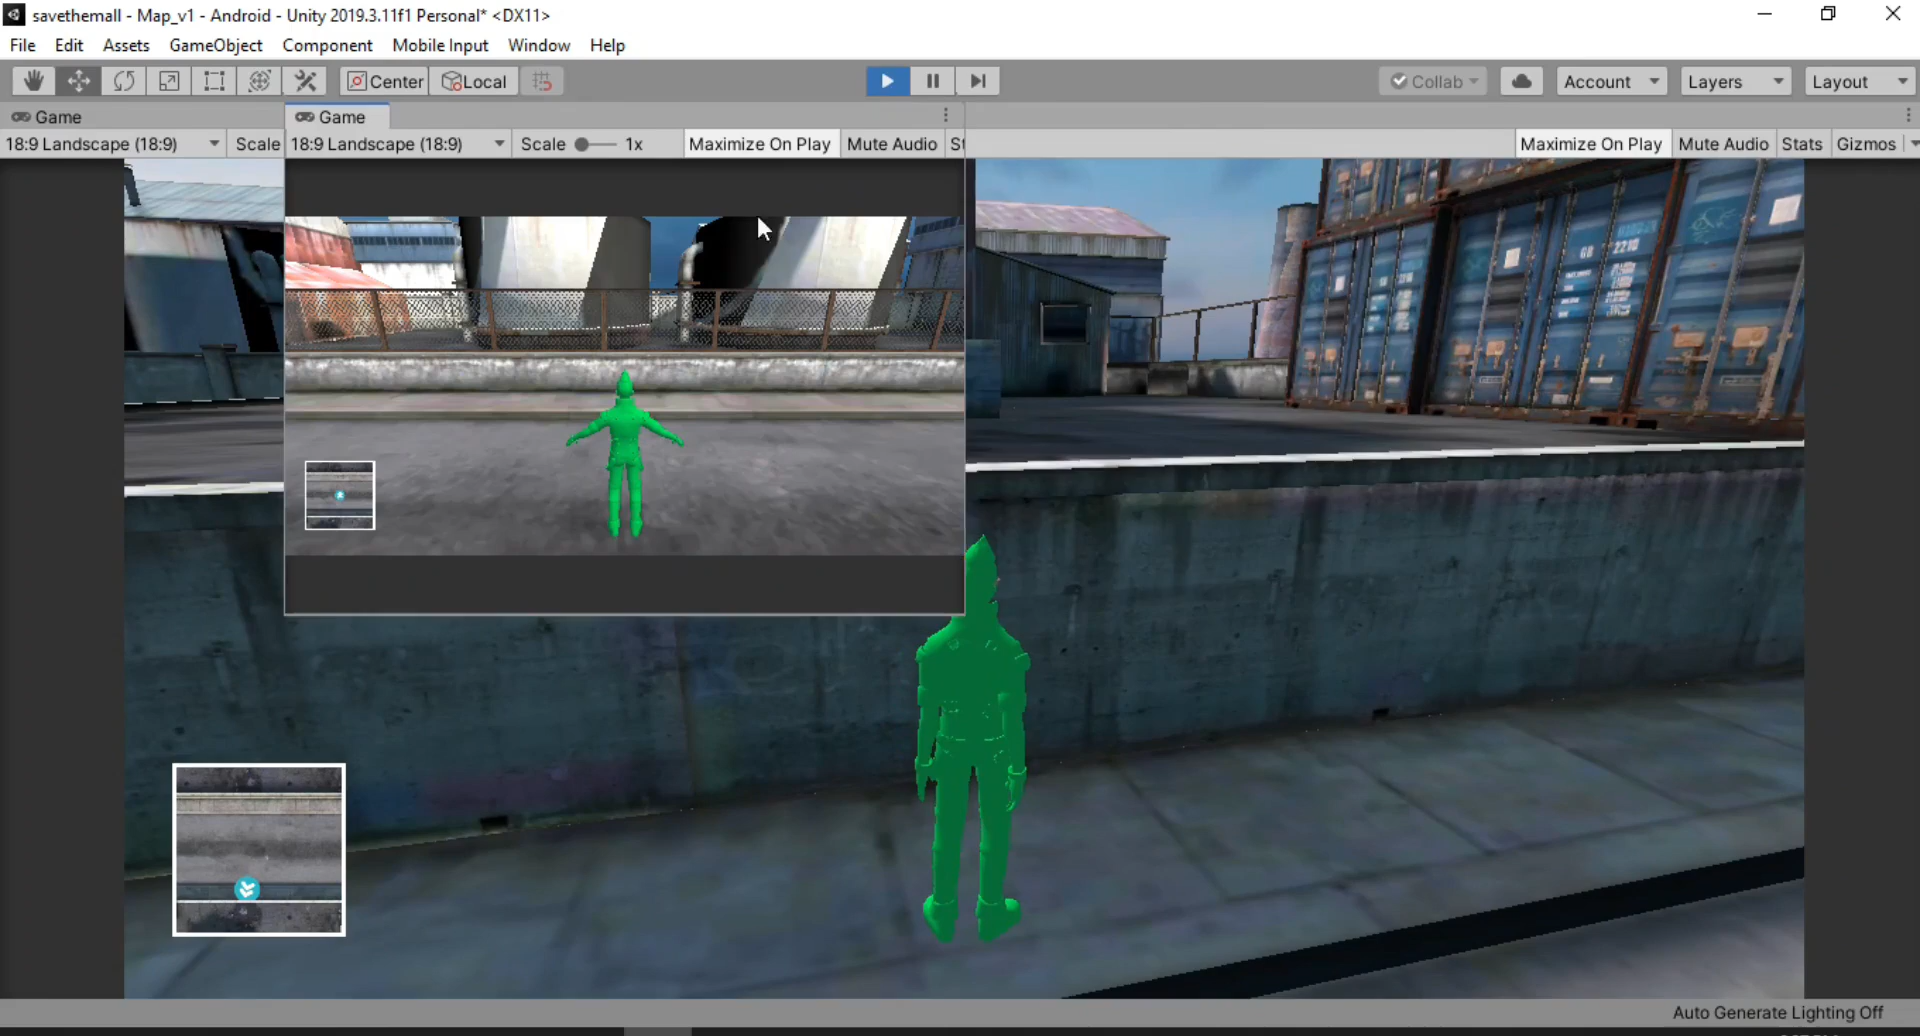 savethemall - Map_v1 - Android - Unity 2019.3.11f1 Personal* <DX11>
File Edit Assets GameObject Component Mobile Input Window Help
Center Local Collab Account Layers Layout
Game
18:9 Landscape (18:9) Scale
Game
18:9 Landscape (18:9) Scale 1x Maximize On Play Mute Audio St
Maximize On Play Mute Audio Stats Gizmos
GB
2210
Auto Generate Lighting Off